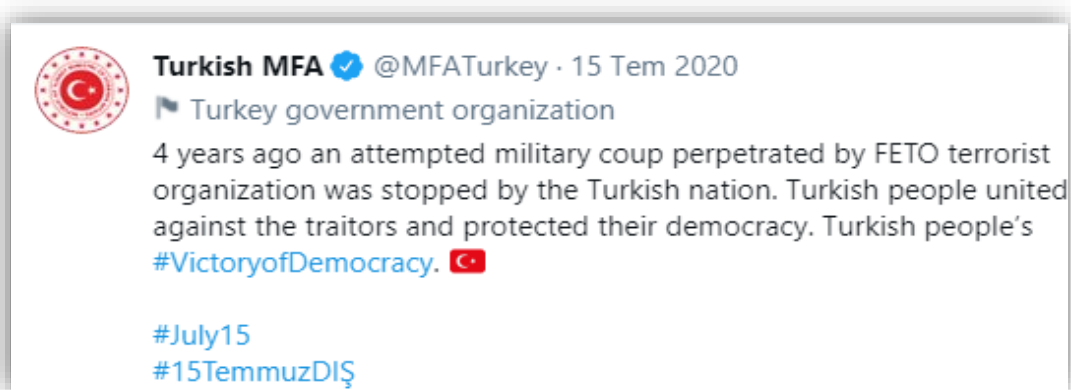 Turkish MFA @MFATurkey · 15 Tem 2020
Turkey government organization
4 years ago an attempted military coup perpetrated by FETO terrorist
organization was stopped by the Turkish nation. Turkish people united
against the traitors and protected their democracy. Turkish people’s
#VictoryofDemocracy. 🇹🇷
#July15
#15TemmuzDIŞ